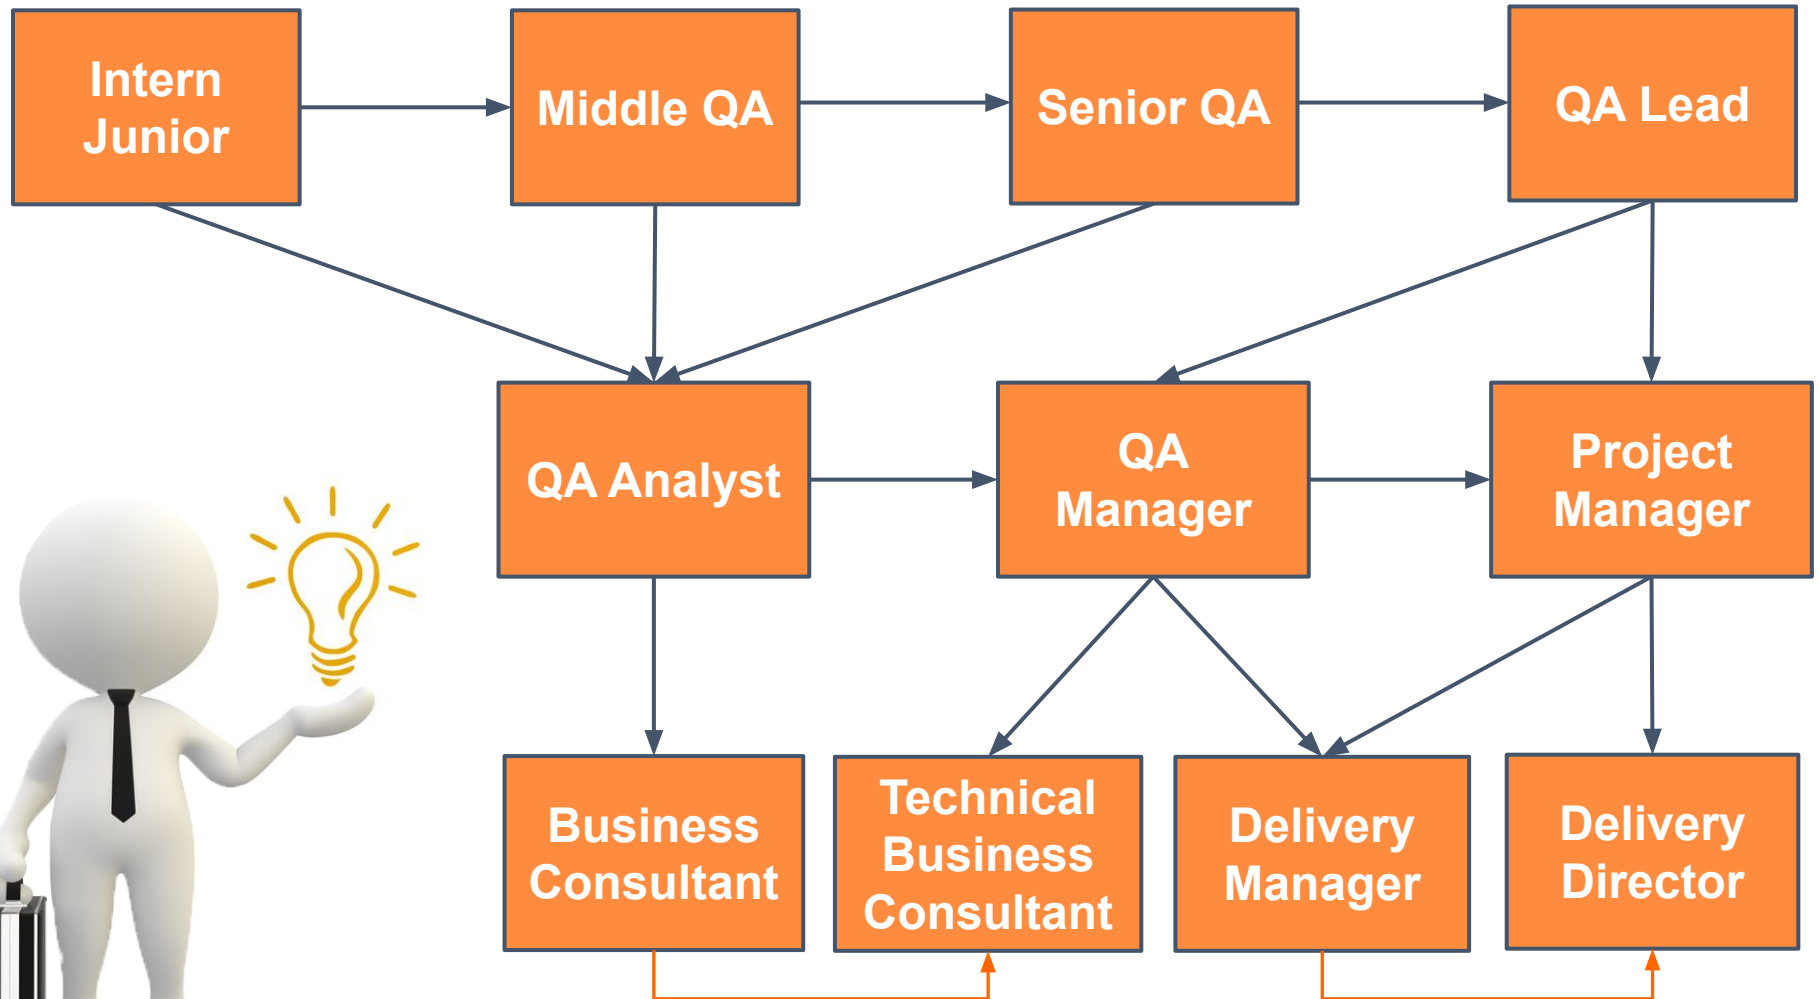 Intern
Junior
Middle QA
Senior QA
QA Lead
QA Analyst
QA
Manager
Project
Manager
Business
Consultant
Technical
Business
Consultant
Delivery
Manager
Delivery
Director